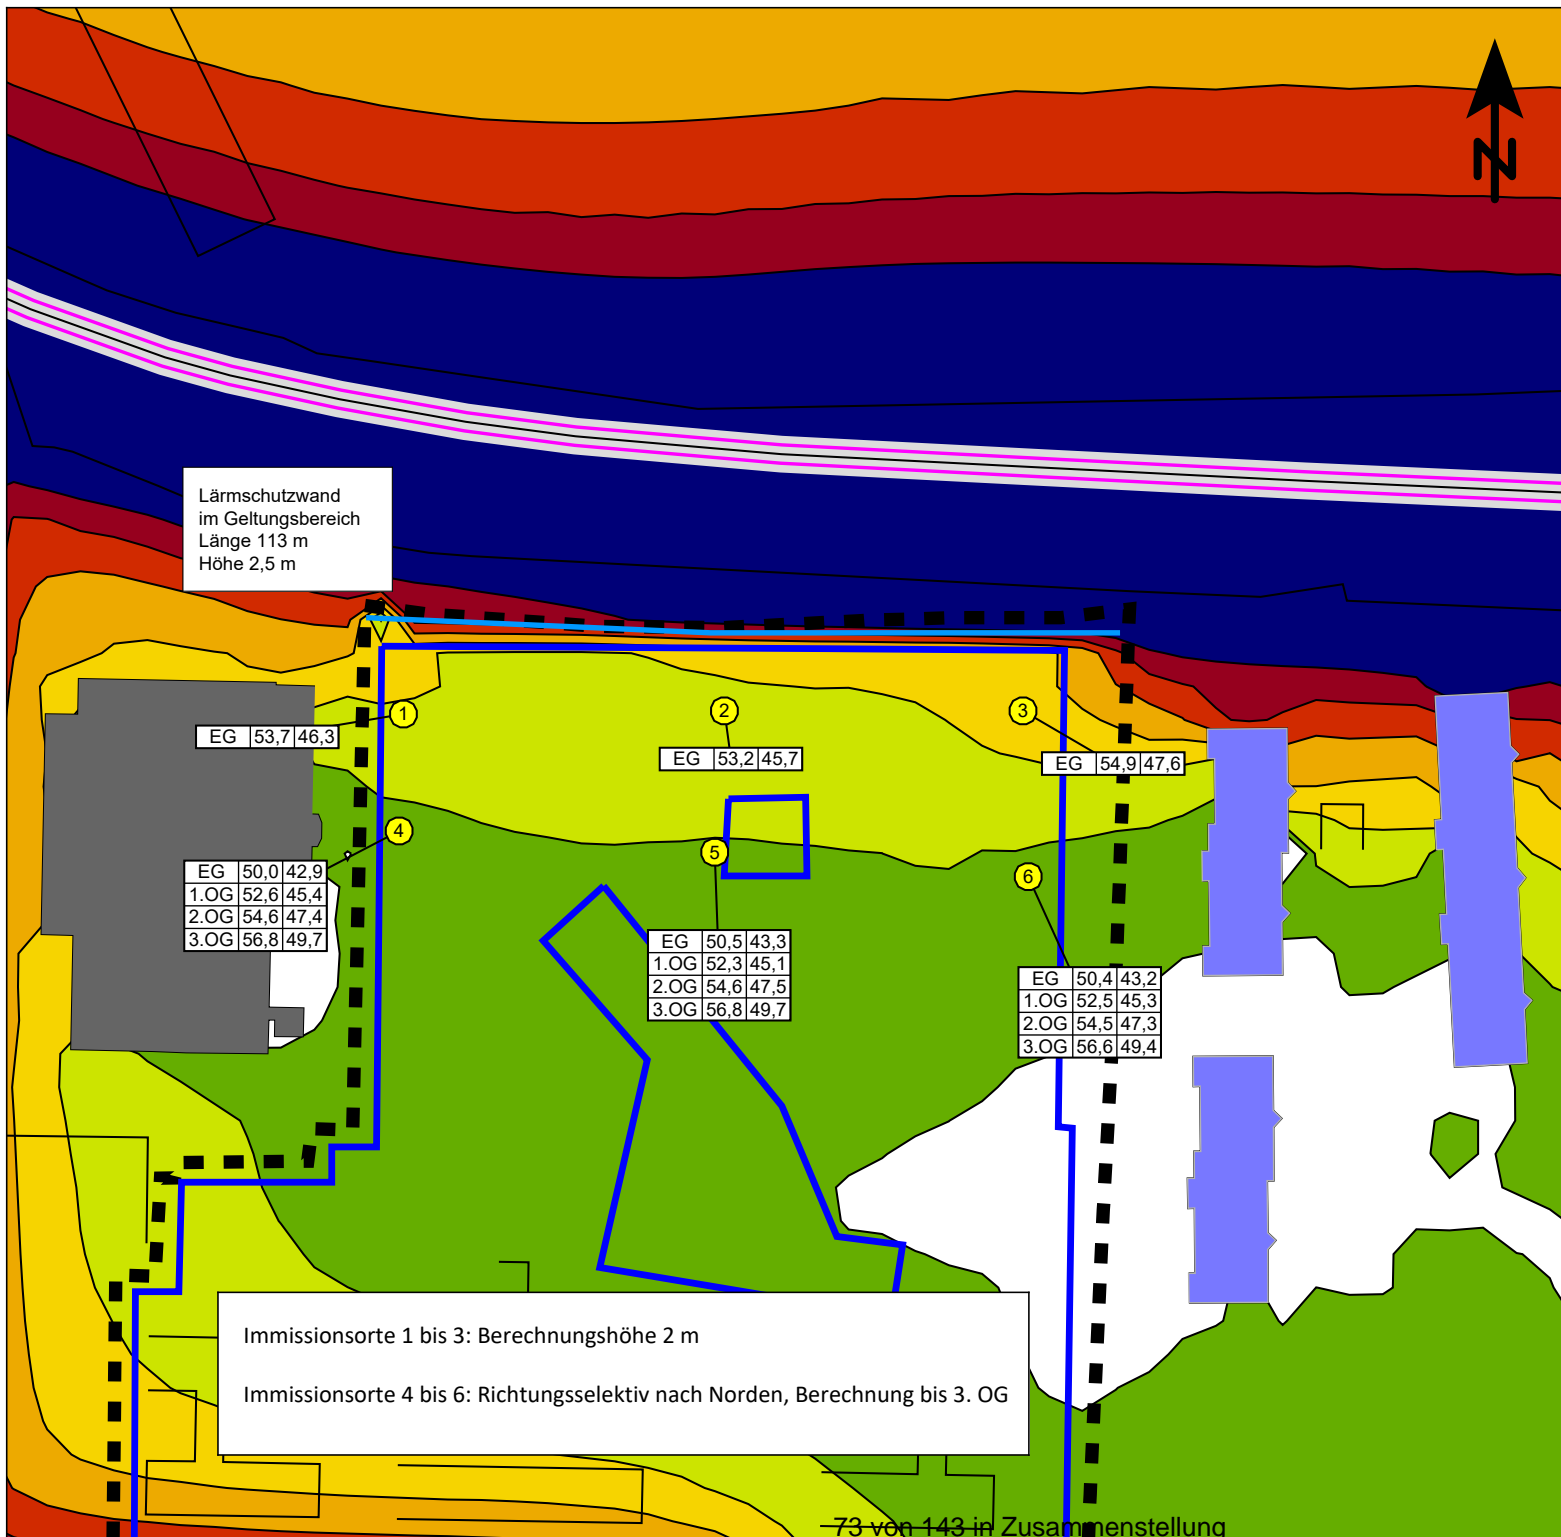 N
Lärmschutzwand
im Geltungsbereich
Länge 113 m
Höhe 2,5 m
1
EG 53,7 46,3
2
EG 53,2 45,7
3
EG 54,9 47,6
4
EG 50,0 42,9
1.OG 52,6 45,4
2.OG 54,6 47,4
3.OG 56,8 49,7
5
EG 50,5 43,3
1.OG 52,3 45,1
2.OG 54,6 47,5
3.OG 56,8 49,7
6
EG 50,4 43,2
1.OG 52,5 45,3
2.OG 54,5 47,3
3.OG 56,6 49,4
Immissionsorte 1 bis 3: Berechnungshöhe 2 m
Immissionsorte 4 bis 6: Richtungsselektiv nach Norden, Berechnung bis 3. OG
73 von 143 in Zusammenstellung